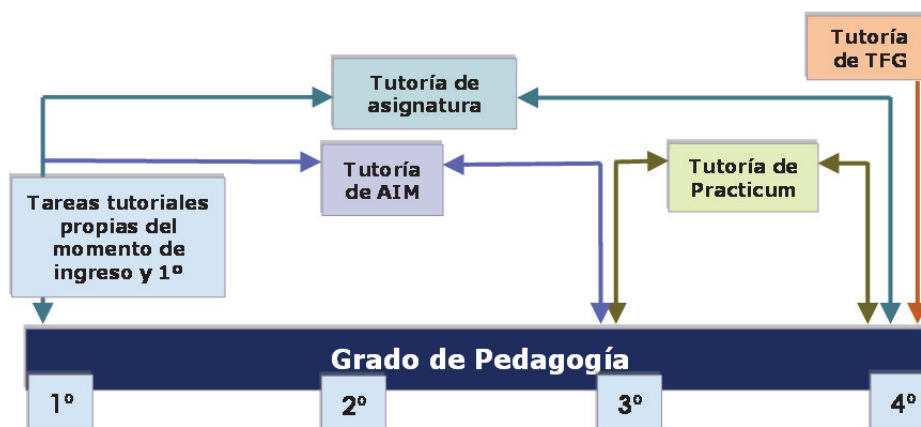 Tutoría
de TFG
Tutoría de
asignatura
Tutoría
de AIM
Tutoría de
Practicum
Tareas tutoriales
propias del
momento de
ingreso y 1º
Grado de Pedagogía
1º
2º
3º
4º